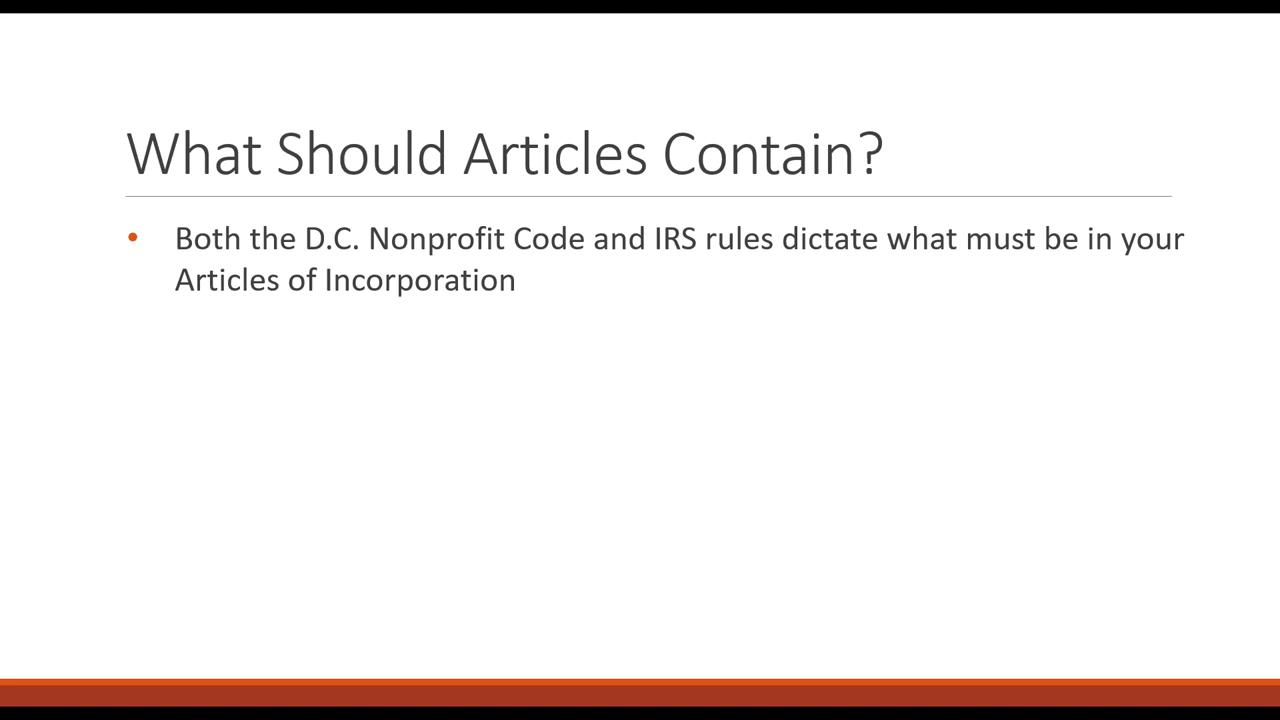 What Should Articles Contain?
• Both the D.C. Nonprofit Code and IRS rules dictate what must be in your
Articles of Incorporation